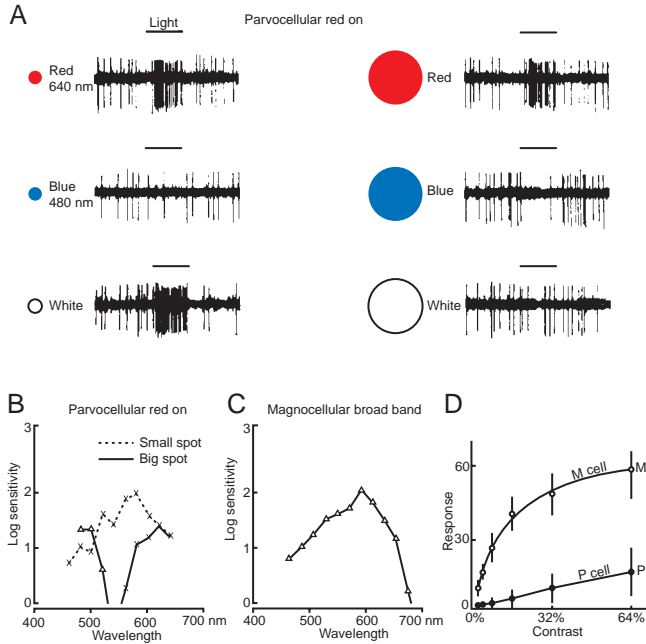 A
Light
Parvocellular red on
Red
640 nm
Red
Blue
480 nm
Blue
White
White
B
Parvocellular red on
Small spot
Big spot
Log sensitivity
3
2
1
0
400 500 600 700 nm
Wavelength
C
Magnocellular broad band
Log sensitivity
3
2
1
0
400 500 600 700 nm
Wavelength
D
Response
60
30
0
M cell
M
P cell
P
0% 32% 64%
Contrast